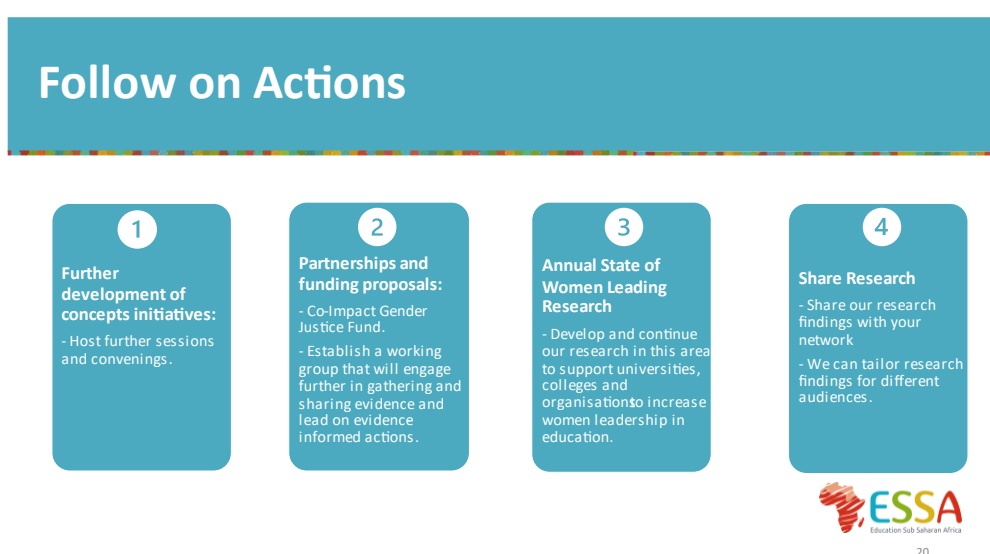 Follow on Actions
1
Further
development of
concepts initiatives:
- Host further sessions
and convenings.
2
Partnerships and
funding proposals:
- Co-Impact Gender
Justice Fund.
- Establish a working
group that will engage
further in gathering and
sharing evidence and
lead on evidence
informed actions.
3
Annual State of
Women Leading
Research
- Develop and continue
our research in this area
to support universities,
colleges and
organisationsto increase
women leadership in
education.
4
Share Research
- Share our research
findings with your
network
- We can tailor research
findings for different
audiences.
ESSA
Education Sub Saharan Africa
20